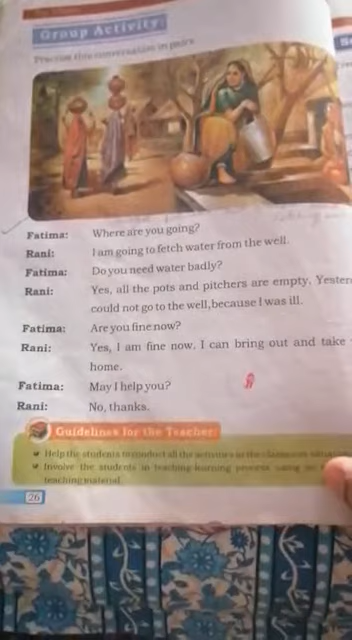 Group Activity
Practise this conversation in pairs.
Fatima: Where are you going?
Rani: I am going to fetch water from the well.
Fatima: Do you need water badly?
Rani: Yes, all the pots and pitchers are empty. Yester
could not go to the well, because I was ill.
Fatima: Are you fine now?
Rani: Yes, I am fine now. I can bring out and take
home.
Fatima: May I help you?
Rani: No, thanks.
Guidelines for the Teacher
Help the students to conduct all the activities in the classroom
Involve the students in teaching learning process using
teaching material.
26